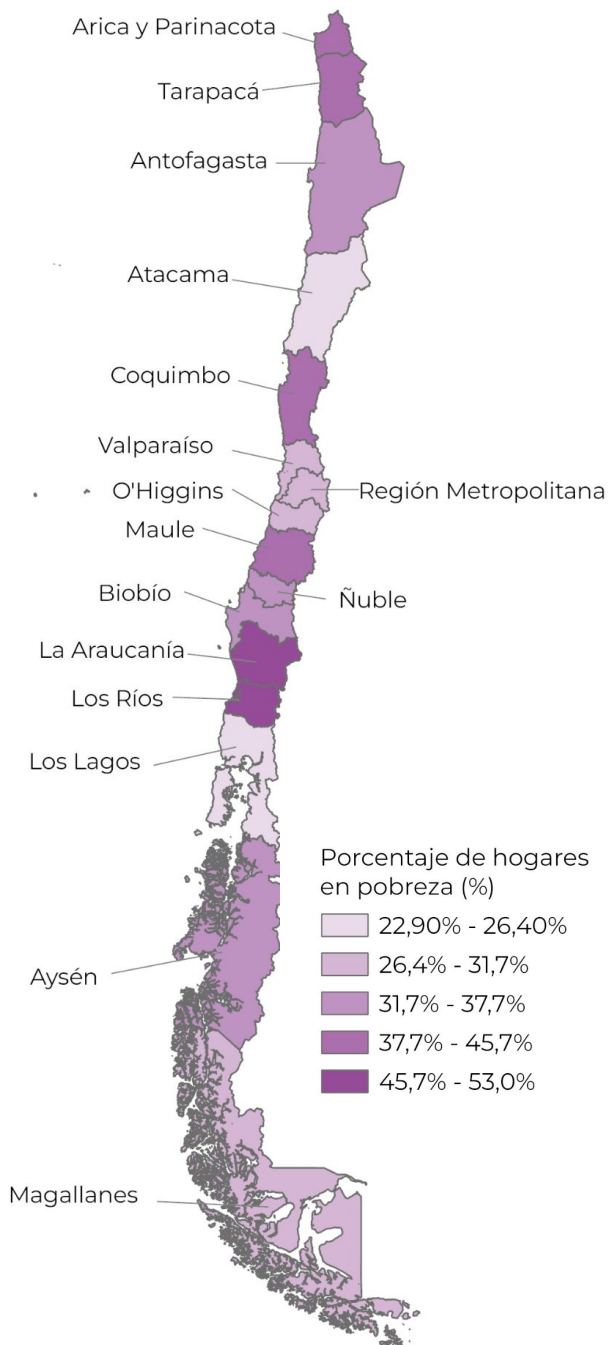 Arica y Parinacota
Tarapacá
Antofagasta
Atacama
Coquimbo
Valparaíso
O'Higgins
Región Metropolitana
Maule
Biobío
Ñuble
La Araucanía
Los Ríos
Los Lagos
Porcentaje de hogares
en pobreza (%)
22,90% - 26,40%
26,4% - 31,7%
31,7% - 37,7%
37,7% - 45,7%
45,7% - 53,0%
Aysén
Magallanes